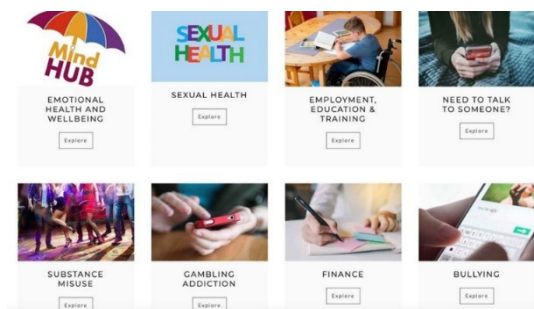 Mind
HUB
EMOTIONAL
HEALTH AND
WELLBEING
Explore
SEXUAL
HEALTH
SEXUAL HEALTH
Explore
EMPLOYMENT,
EDUCATION &
TRAINING
Explore
NEED TO TALK
TO SOMEONE?
Explore
SUBSTANCE
MISUSE
Explore
GAMBLING
ADDICTION
Explore
FINANCE
Explore
BULLYING
Explore